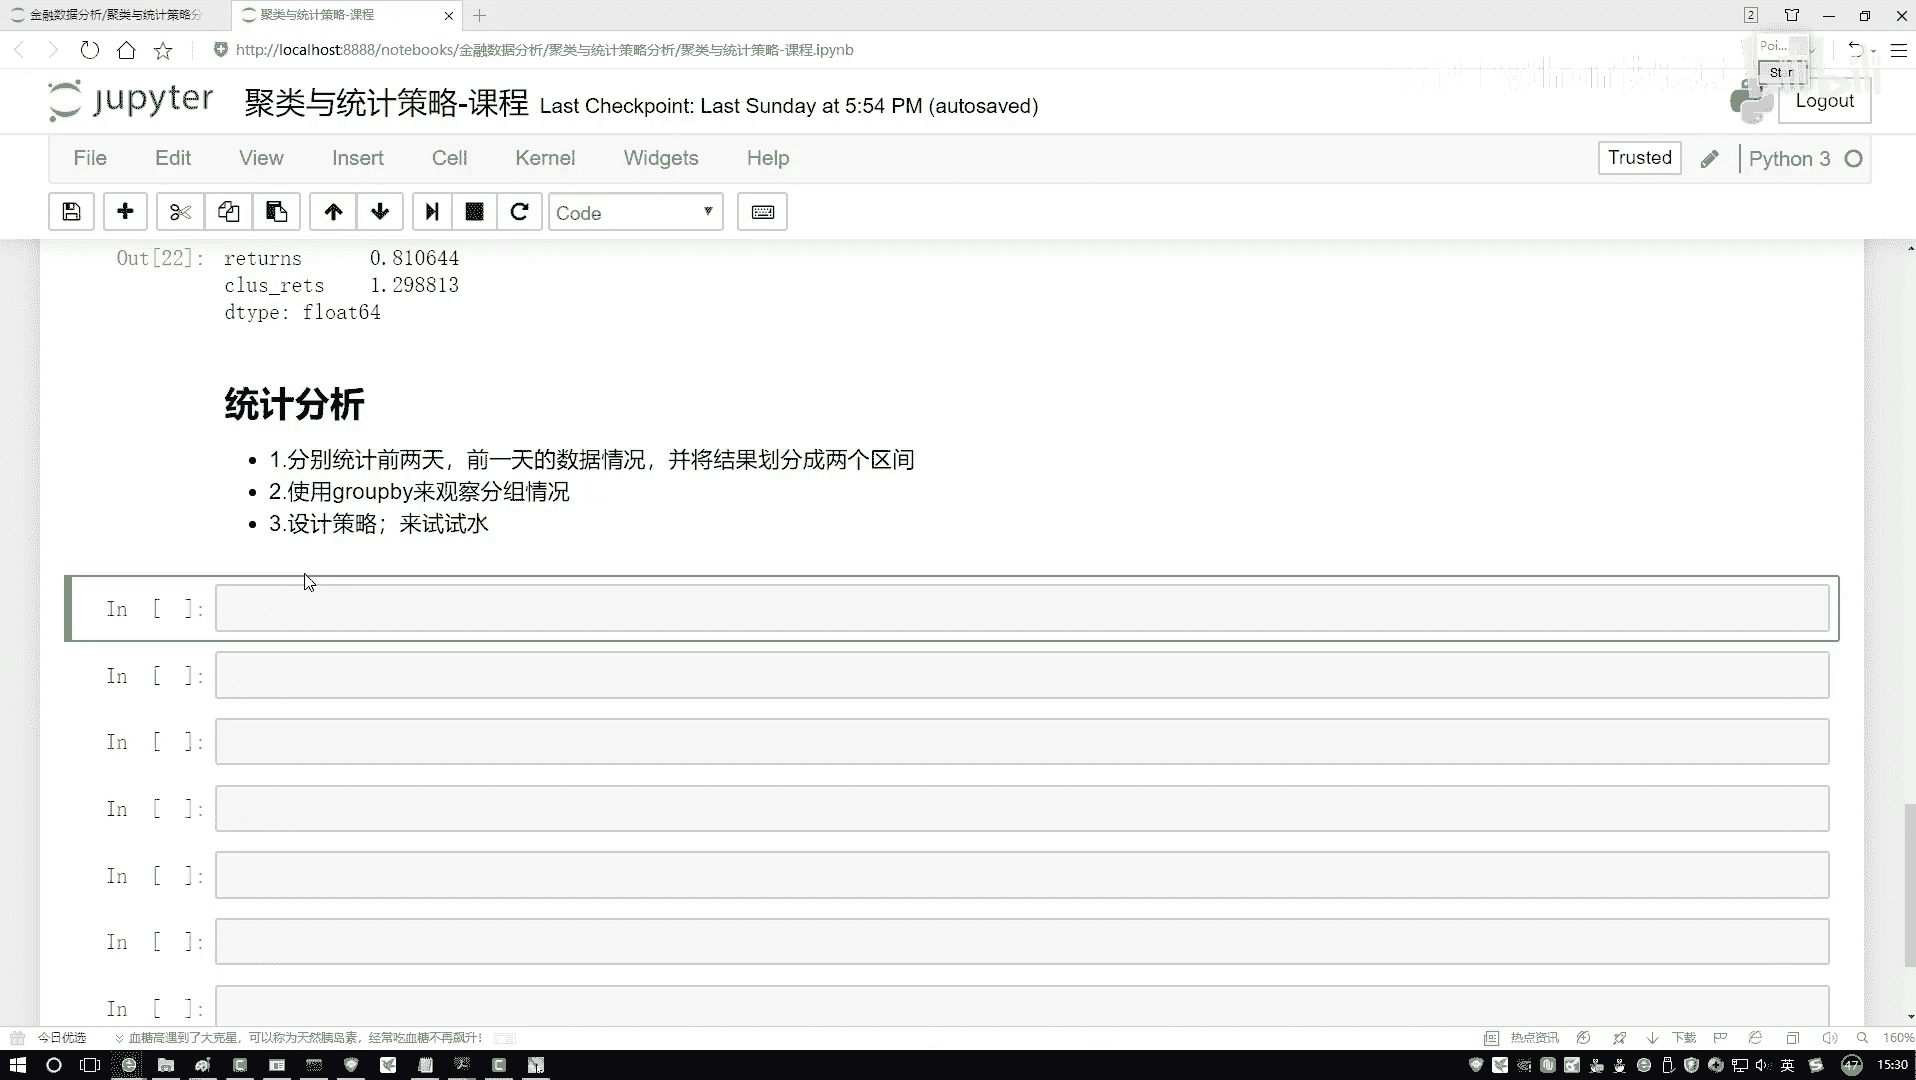 金融数据分析/聚类与统计策略分
聚类与统计策略-课程
2
http://localhost:8888/notebooks/金融数据分析/聚类与统计策略分析/聚类与统计策略-课程.ipynb
Poi...
jupyter 聚类与统计策略-课程 Last Checkpoint: Last Sunday at 5:54 PM (autosaved)
Logout
File Edit View Insert Cell Kernel Widgets Help
Trusted Python 3
Code
Out[22]: returns 0.810644
clus_rets 1.298813
dtype: float64
统计分析
1.分别统计前两天，前一天的数据情况，并将结果划分成两个区间
2.使用groupby来观察分组情况
3.设计策略；来试试水
In [ ]:
In [ ]:
In [ ]:
In [ ]:
In [ ]:
In [ ]:
In [ ]:
今日优选 血糖高遇到了大克星，可以称为天然胰岛素，经常吃血糖不再飙升！
热点资讯 下载 160%
英 47 15:30